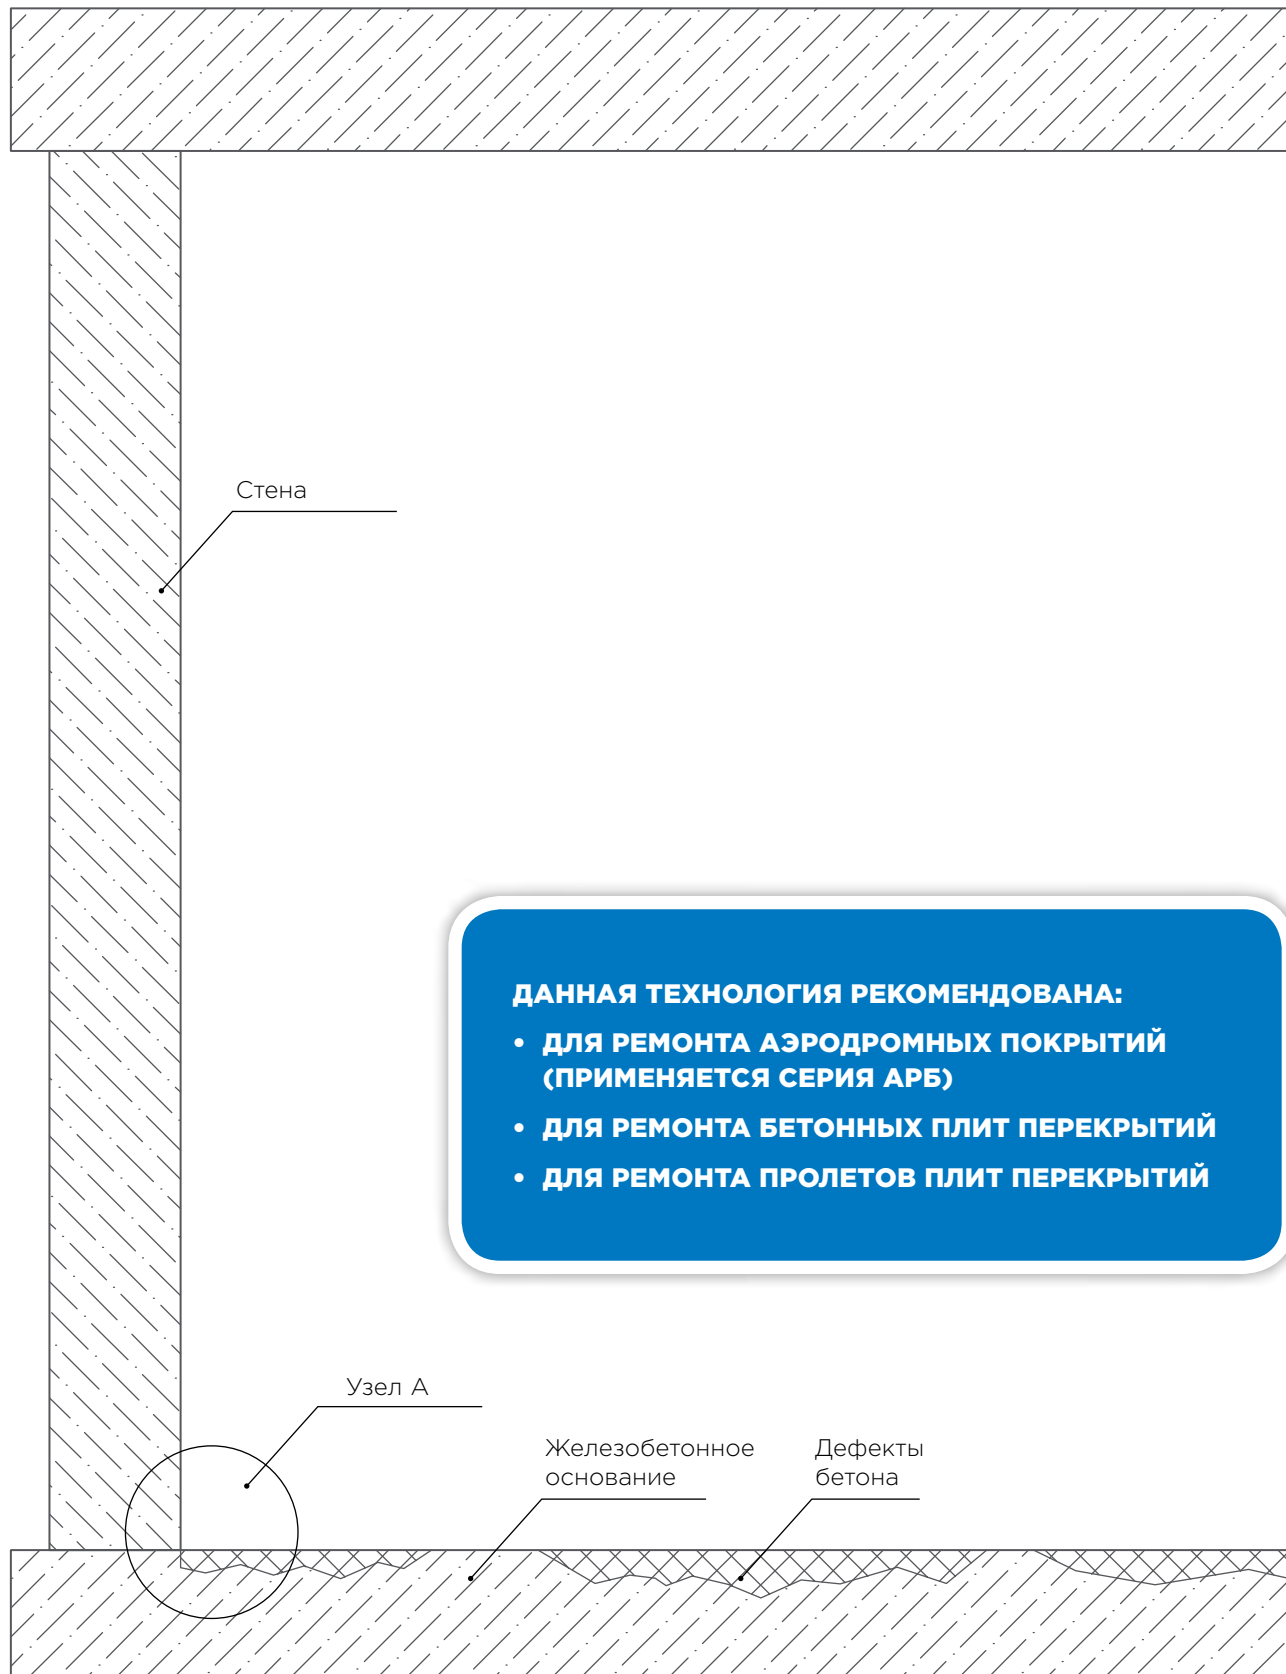 Стена
ДАННАЯ ТЕХНОЛОГИЯ РЕКОМЕНДОВАНА:
• ДЛЯ РЕМОНТА АЭРОДРОМНЫХ ПОКРЫТИЙ
(ПРИМЕНЯЕТСЯ СЕРИЯ АРБ)
• ДЛЯ РЕМОНТА БЕТОННЫХ ПЛИТ ПЕРЕКРЫТИЙ
• ДЛЯ РЕМОНТА ПРОЛЕТОВ ПЛИТ ПЕРЕКРЫТИЙ
Узел А
Железобетонное
основание
Дефекты
бетона